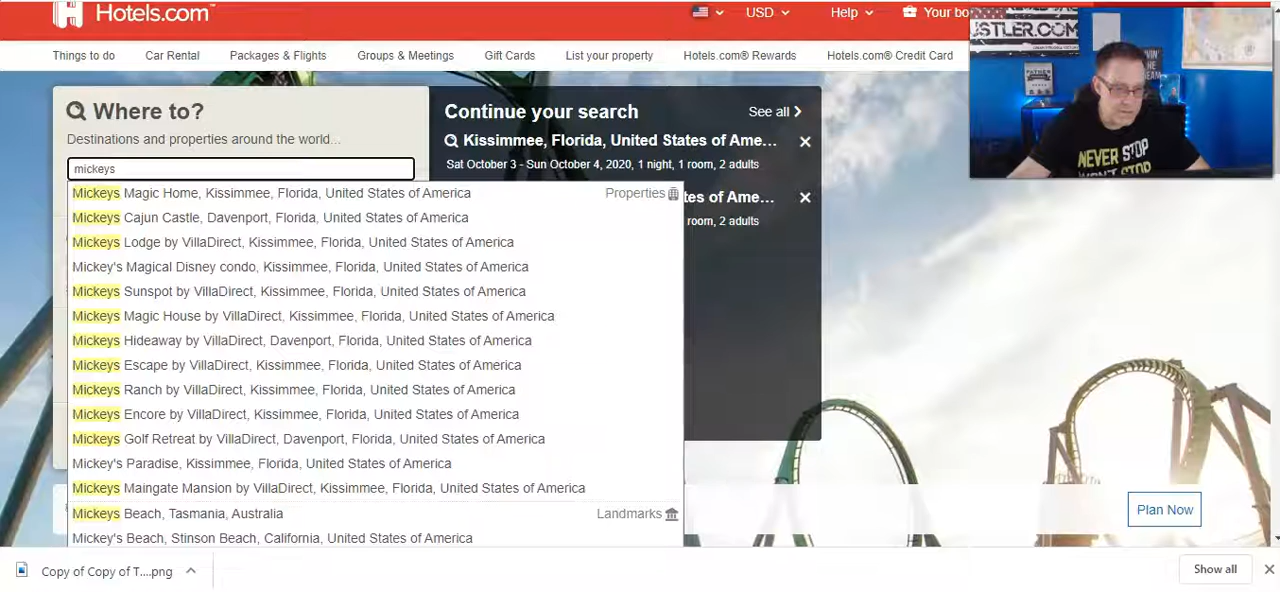 Hotels.com™
USD
Help
Your bo
Things to do
Car Rental
Packages & Flights
Groups & Meetings
Gift Cards
List your property
Hotels.com® Rewards
Hotels.com® Credit Card
STLER.COM
Where to?
Destinations and properties around the world...
mickeys
Continue your search
See all
Kissimmee, Florida, United States of Ame...
Sat October 3 - Sun October 4, 2020, 1 night, 1 room, 2 adults
tes of Ame...
room, 2 adults
Mickeys Magic Home, Kissimmee, Florida, United States of America
Properties
Mickeys Cajun Castle, Davenport, Florida, United States of America
Mickeys Lodge by VillaDirect, Kissimmee, Florida, United States of America
Mickey's Magical Disney condo, Kissimmee, Florida, United States of America
Mickeys Sunspot by VillaDirect, Kissimmee, Florida, United States of America
Mickeys Magic House by VillaDirect, Kissimmee, Florida, United States of America
Mickeys Hideaway by VillaDirect, Davenport, Florida, United States of America
Mickeys Escape by VillaDirect, Kissimmee, Florida, United States of America
Mickeys Ranch by VillaDirect, Kissimmee, Florida, United States of America
Mickeys Encore by VillaDirect, Kissimmee, Florida, United States of America
Mickeys Golf Retreat by VillaDirect, Davenport, Florida, United States of America
Mickey's Paradise, Kissimmee, Florida, United States of America
Mickeys Maingate Mansion by VillaDirect, Kissimmee, Florida, United States of America
Mickeys Beach, Tasmania, Australia
Landmarks
Mickey's Beach, Stinson Beach, California, United States of America
NEVER STOP
Plan Now
Copy of Copy of T....png
Show all